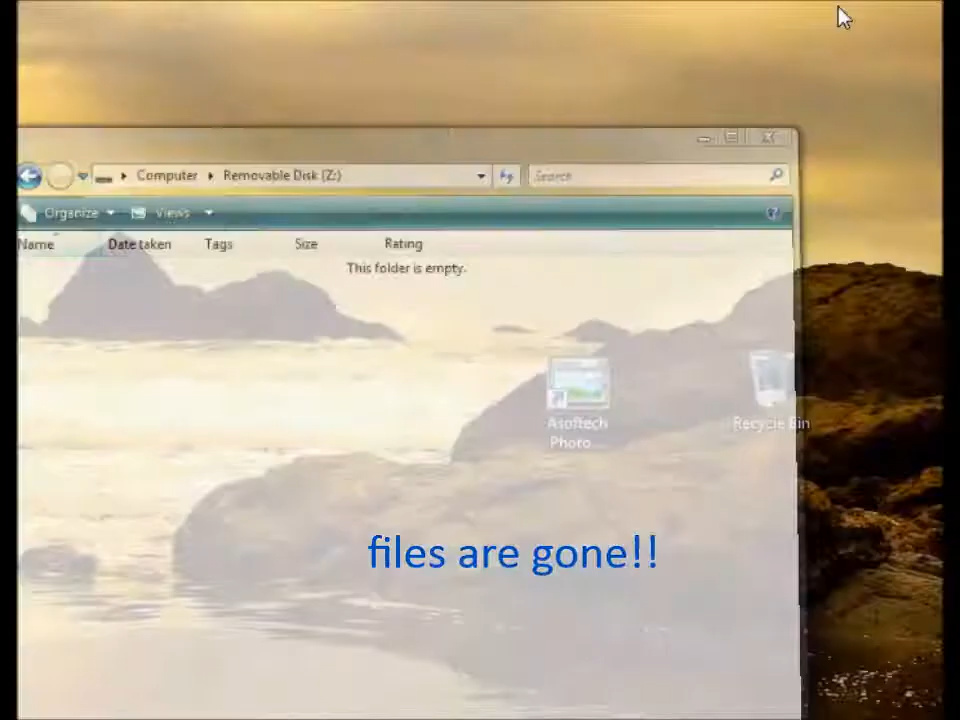 Computer
Removable Disk (Z:)
Search
Organize
Views
Name
Date taken
Tags
Size
Rating
This folder is empty.
Asoftech
Photo...
Recycle Bin
files are gone!!